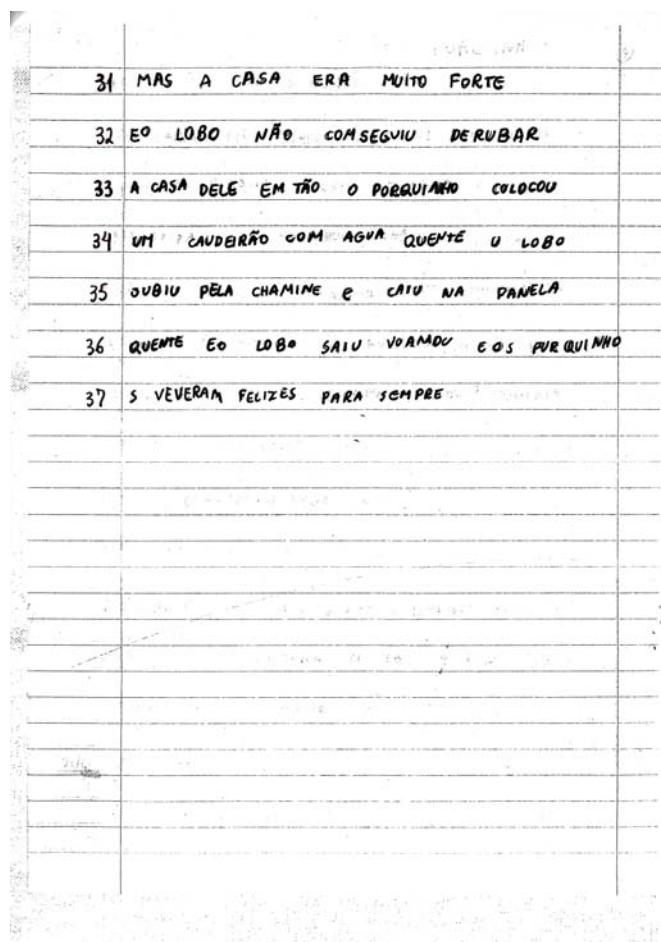 31 MAS A CASA ERA MUITO FORTE
32 EO LOBO NÃO COMSEGUIU DERUBAR
33 A CASA DELE EM TÃO O PORQUINHO COLOCOU
34 UM CAUDEIRÃO COM AGUA QUENTE U LOBO
35 SUBIU PELA CHAMINE e CAIU NA PANELA
36 QUENTE EO LOBO SAIU VOAMDU E OS PURQUINHO
37 S VEVERAM FELIZES PARA SEMPRE